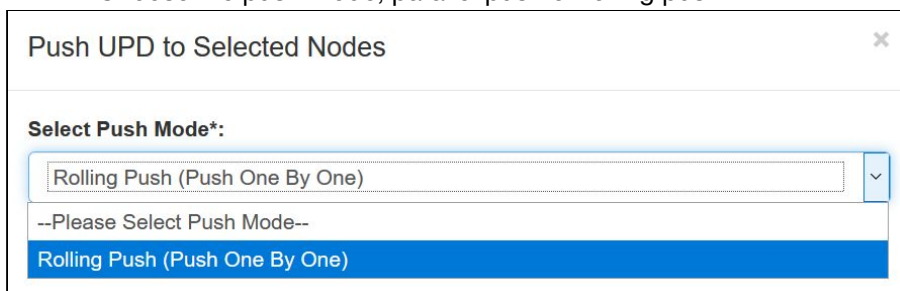 Push UPD to Selected Nodes
×
Select Push Mode*:
Rolling Push (Push One By One)
--Please Select Push Mode--
Rolling Push (Push One By One)